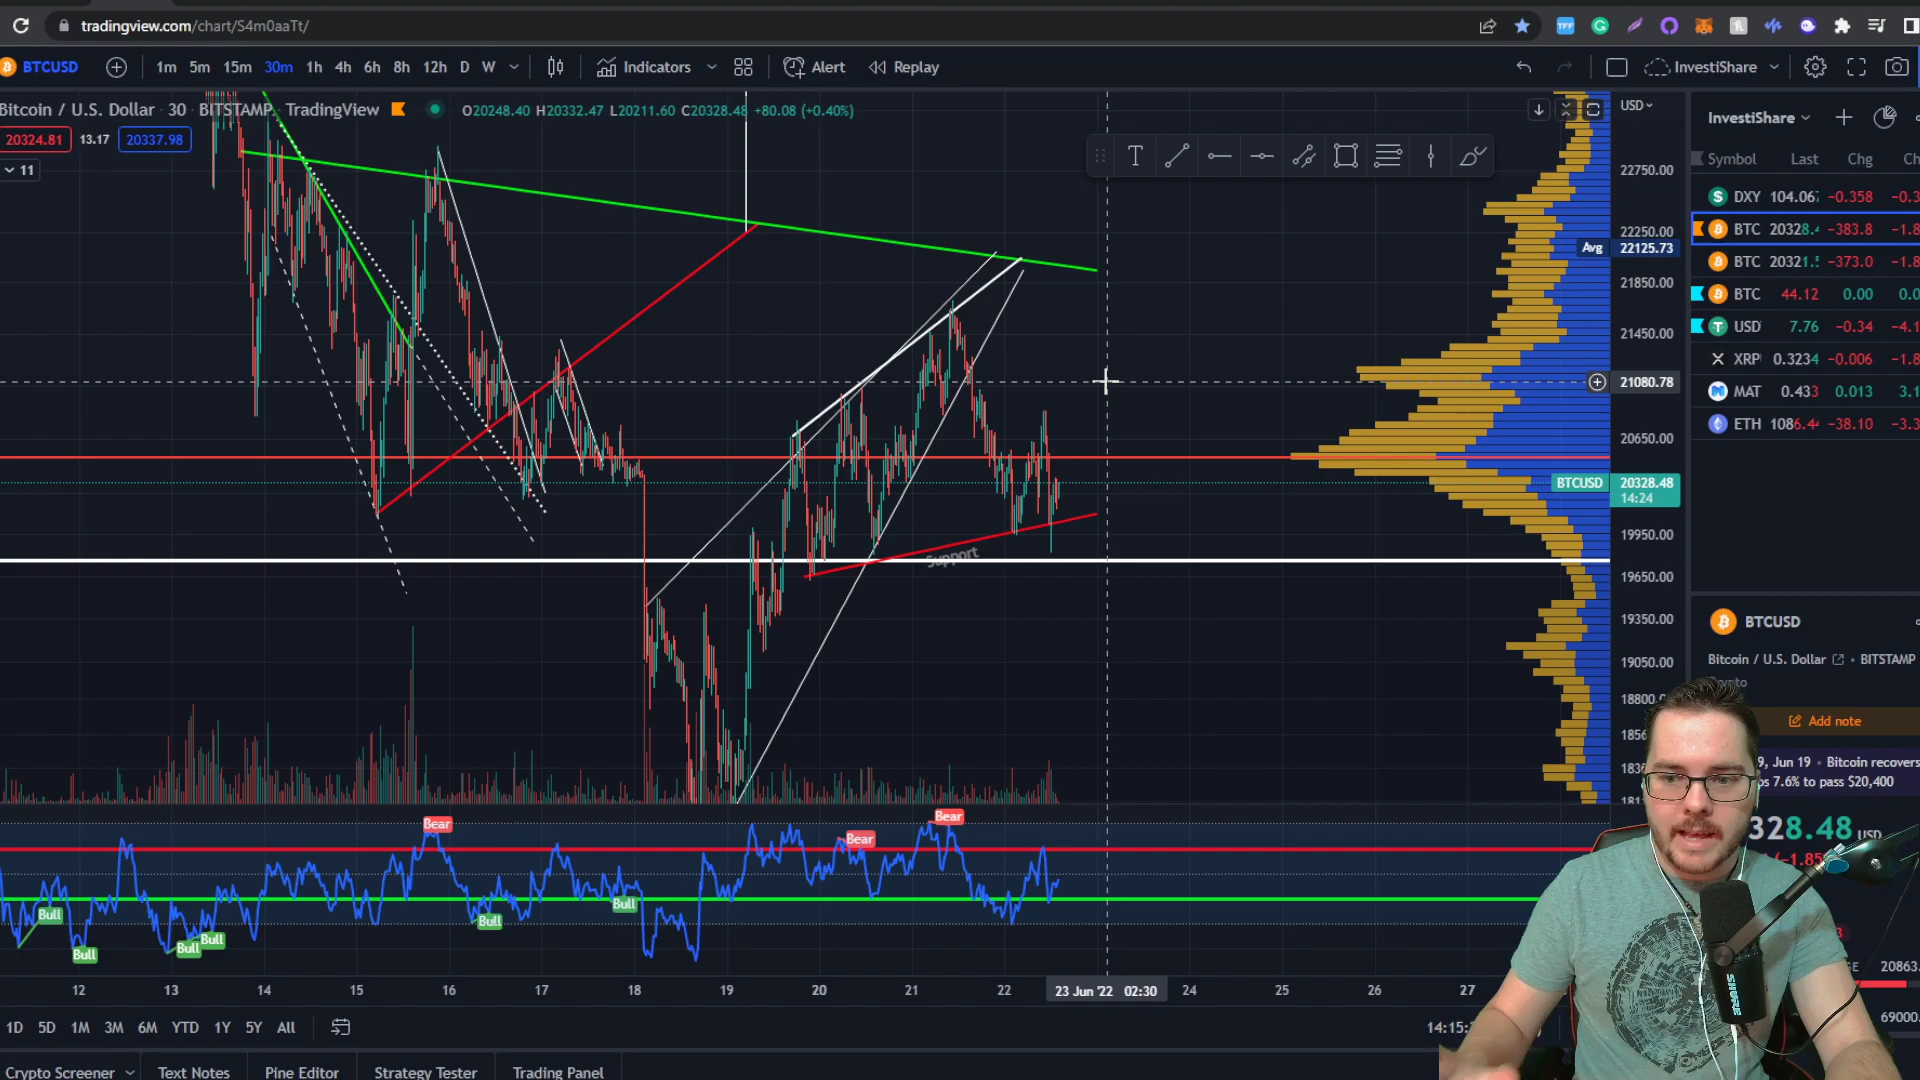 tradingview.com/chart/S4m0aaTt/
BTCUSD 1m 5m 15m 30m 1h 4h 6h 8h 12h D W Indicators Alert Replay InvestiShare
Bitcoin / U.S. Dollar · 30 · BITSTAMP · TradingView O20248.40 H20332.47 L20211.60 C20328.48 +80.08 (+0.40%)
20324.81 13.17 20337.98
11
T
USD
22750.00
22250.00
Avg 22125.73
21850.00
21450.00
21080.78
20650.00
BTCUSD 20328.48
14:24
19950.00
19650.00
19350.00
19050.00
Support
Bear
Bear
Bear
Bull
Bull
Bull
Bull
Bull
Bull
12 13 14 15 16 17 18 19 20 21 22 23 Jun '22 02:30 24 25 26 27
1D 5D 1M 3M 6M YTD 1Y 5Y All
Crypto Screener Text Notes Pine Editor Strategy Tester Trading Panel
InvestiShare
Symbol Last Chg
DXY -0.358
BTC -383.8
BTC -373.0
BTC 44.12 0.00
USD 7.76 -0.34
XRP 0.3234 -0.006
MAT 0.433 0.013
ETH -38.10
BTCUSD
Bitcoin / U.S. Dollar · BITSTAMP
Add note
Jun 19 · Bitcoin recovers
7.6% to pass $20,400
328.48 USD
SHURE